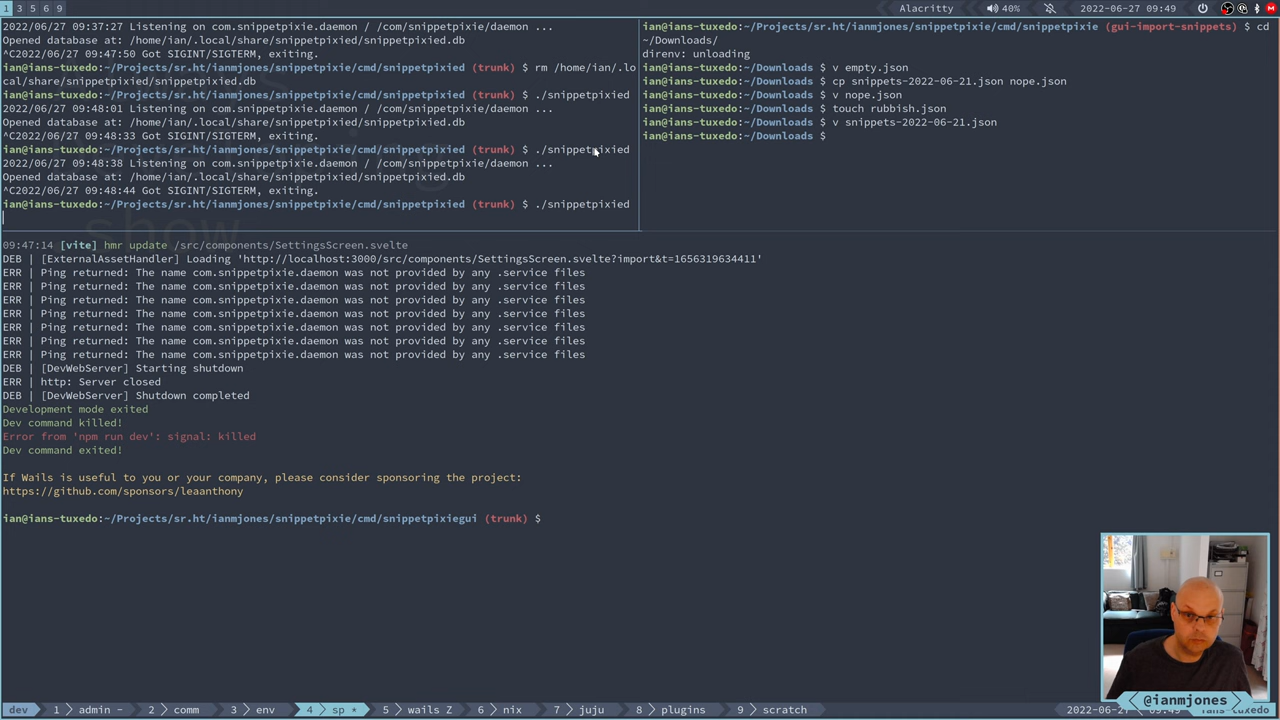 1 3 5 6 9
Alacritty
40%
2022-06-27 09:49
2022/06/27 09:37:27 Listening on com.snippetpixie.daemon / /com/snippetpixie/daemon ...
Opened database at: /home/ian/.local/share/snippetpixied/snippetpixied.db
^C2022/06/27 09:47:50 Got SIGINT/SIGTERM, exiting.
ian@ians-tuxedo:~/Projects/sr.ht/ianmjones/snippetpixie/cmd/snippetpixied (trunk) $ rm /home/ian/.lo
cal/share/snippetpixied/snippetpixied.db
ian@ians-tuxedo:~/Projects/sr.ht/ianmjones/snippetpixie/cmd/snippetpixied (trunk) $ ./snippetpixied
2022/06/27 09:48:01 Listening on com.snippetpixie.daemon / /com/snippetpixie/daemon ...
Opened database at: /home/ian/.local/share/snippetpixied/snippetpixied.db
^C2022/06/27 09:48:33 Got SIGINT/SIGTERM, exiting.
ian@ians-tuxedo:~/Projects/sr.ht/ianmjones/snippetpixie/cmd/snippetpixied (trunk) $ ./snippetpixied
2022/06/27 09:48:38 Listening on com.snippetpixie.daemon / /com/snippetpixie/daemon ...
Opened database at: /home/ian/.local/share/snippetpixied/snippetpixied.db
^C2022/06/27 09:48:44 Got SIGINT/SIGTERM, exiting.
ian@ians-tuxedo:~/Projects/sr.ht/ianmjones/snippetpixie/cmd/snippetpixied (trunk) $ ./snippetpixied
show
ian@ians-tuxedo:~/Projects/sr.ht/ianmjones/snippetpixie/cmd/snippetpixie (gui-import-snippets) $ cd
~/Downloads/
direnv: unloading
ian@ians-tuxedo:~/Downloads $ v empty.json
ian@ians-tuxedo:~/Downloads $ cp snippets-2022-06-21.json nope.json
ian@ians-tuxedo:~/Downloads $ v nope.json
ian@ians-tuxedo:~/Downloads $ touch rubbish.json
ian@ians-tuxedo:~/Downloads $ v snippets-2022-06-21.json
ian@ians-tuxedo:~/Downloads $
09:47:14 [vite] hmr update /src/components/SettingsScreen.svelte
DEB | [ExternalAssetHandler] Loading 'http://localhost:3000/src/components/SettingsScreen.svelte?import&t=1656319634411'
ERR | Ping returned: The name com.snippetpixie.daemon was not provided by any .service files
ERR | Ping returned: The name com.snippetpixie.daemon was not provided by any .service files
ERR | Ping returned: The name com.snippetpixie.daemon was not provided by any .service files
ERR | Ping returned: The name com.snippetpixie.daemon was not provided by any .service files
ERR | Ping returned: The name com.snippetpixie.daemon was not provided by any .service files
ERR | Ping returned: The name com.snippetpixie.daemon was not provided by any .service files
ERR | Ping returned: The name com.snippetpixie.daemon was not provided by any .service files
DEB | [DevWebServer] Starting shutdown
ERR | http: Server closed
DEB | [DevWebServer] Shutdown completed
Development mode exited
Dev command killed!
Error from 'npm run dev': signal: killed
Dev command exited!
If Wails is useful to you or your company, please consider sponsoring the project:
https://github.com/sponsors/leaanthony
ian@ians-tuxedo:~/Projects/sr.ht/ianmjones/snippetpixie/cmd/snippetpixiegui (trunk) $
@ianmjones
dev 1 admin - 2 comm 3 env 4 sp * 5 wails Z 6 nix 7 juju 8 plugins 9 scratch 2022-06-27